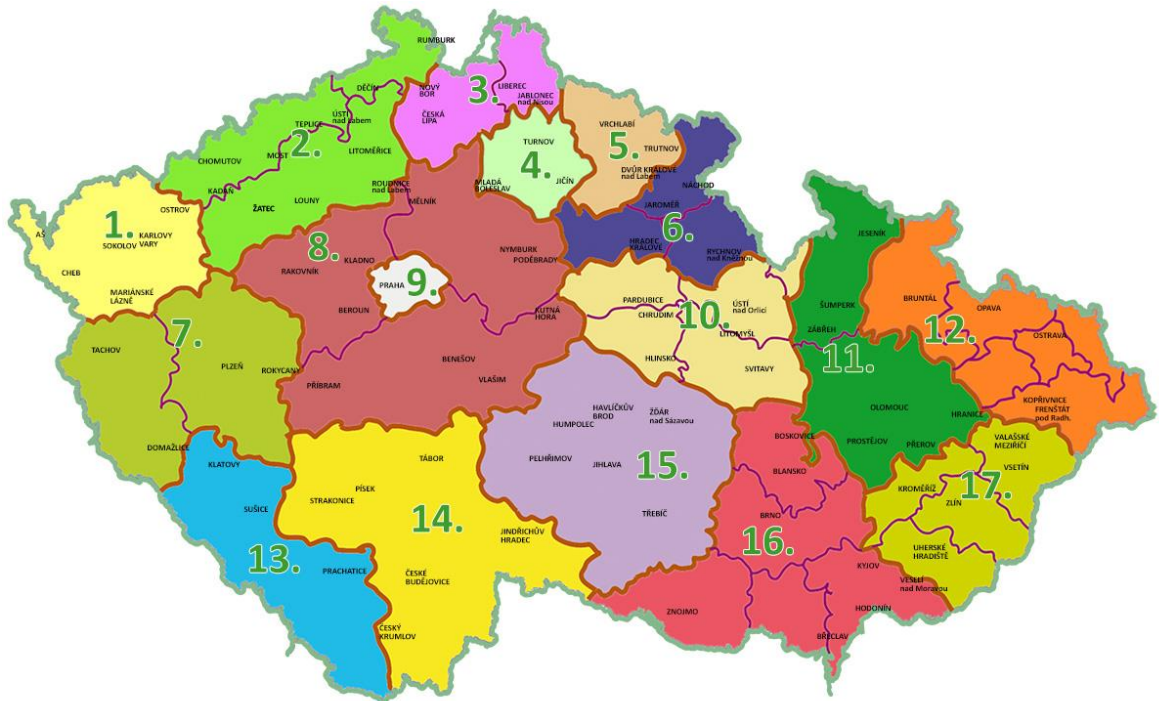 RUMBURK
DĚČÍN
ÚSTÍ
nad Labem
TEPLICE
2.
MOST
CHOMUTOV
LITOMĚŘICE
KADAŇ
LOUNY
ŽATEC
ROUDNICE
nad Labem
NOVÝ
BOR
3.
LIBEREC
JABLONEC
nad Nisou
ČESKÁ
LÍPA
TURNOV
4.
JIČÍN
MLADÁ
BOLESLAV
VRCHLABÍ
5.
TRUTNOV
DVŮR KRÁLOVÉ
nad Labem
NÁCHOD
JAROMĚŘ
6.
HRADEC
KRÁLOVÉ
RYCHNOV
nad Kněžnou
OSTROV
1.
AŠ
KARLOVY
VARY
SOKOLOV
CHEB
MARIÁNSKÉ
LÁZNĚ
MĚLNÍK
8.
KLADNO
RAKOVNÍK
NYMBURK
PODĚBRADY
9.
PRAHA
BEROUN
KUTNÁ
HORA
BENEŠOV
VLAŠIM
PŘÍBRAM
7.
TACHOV
PLZEŇ
ROKYCANY
DOMAŽLICE
PARDUBICE
CHRUDIM
10.
ÚSTÍ
nad Orlicí
LITOMYŠL
HLINSKO
SVITAVY
JESENÍK
ŠUMPERK
ZÁBŘEH
11.
OLOMOUC
HRANICE
PROSTĚJOV
PŘEROV
BRUNTÁL
OPAVA
12.
OSTRAVA
KOPŘIVNICE
FRENŠTÁT
pod Radh.
KLATOVY
SUŠICE
13.
PRACHATICE
TÁBOR
PÍSEK
STRAKONICE
14.
JINDŘICHŮV
HRADEC
ČESKÉ
BUDĚJOVICE
ČESKÝ
KRUMLOV
HAVLÍČKŮV
BROD
HUMPOLEC
ŽĎÁR
nad Sázavou
PELHŘIMOV
JIHLAVA
15.
TŘEBÍČ
BOSKOVICE
BLANSKO
BRNO
16.
KYJOV
VESELÍ
nad Moravou
HODONÍN
ZNOJMO
BŘECLAV
VALAŠSKÉ
MEZIŘÍČÍ
VSETÍN
KROMĚŘÍŽ
17.
ZLÍN
UHERSKÉ
HRADIŠTĚ